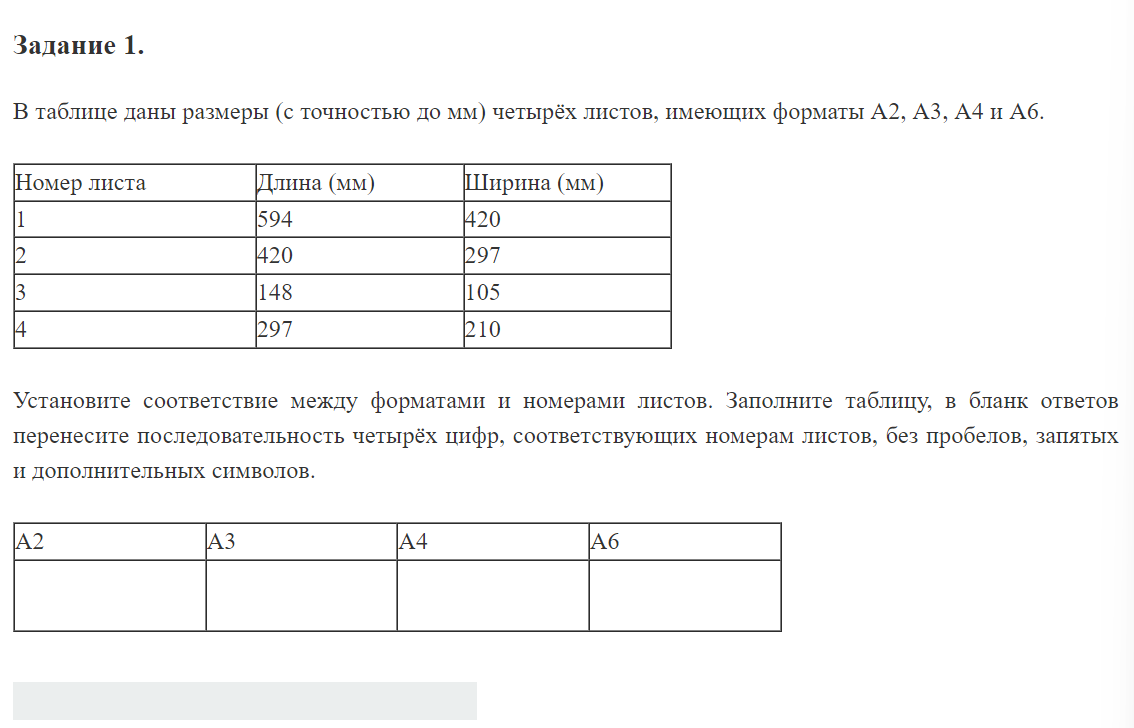 Задание 1.
В таблице даны размеры (с точностью до мм) четырёх листов, имеющих форматы А2, А3, А4 и А6.
Номер листа Длина (мм) Ширина (мм)
1 594 420
2 420 297
3 148 105
4 297 210
Установите соответствие между форматами и номерами листов. Заполните таблицу, в бланк ответов
перенесите последовательность четырёх цифр, соответствующих номерам листов, без пробелов, запятых
и дополнительных символов.
А2 А3 А4 А6